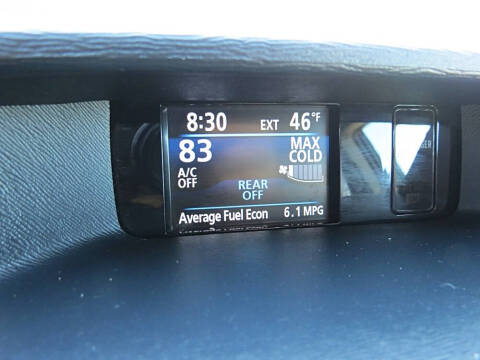 8:30 EXT 46°F
83 MAX
COLD
A/C
OFF
REAR
OFF
Average Fuel Econ 6.1 MPG